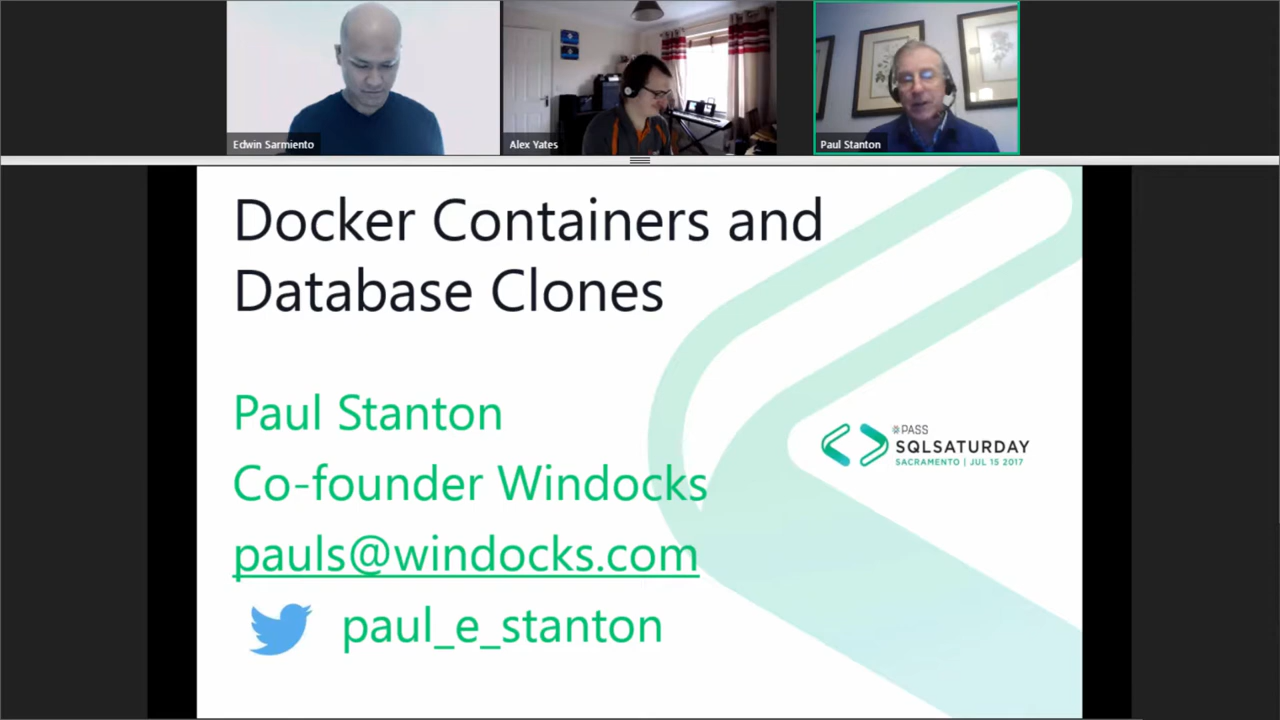 Edwin Sarmiento
Alex Yates
Paul Stanton
Docker Containers and
Database Clones
Paul Stanton
Co-founder Windocks
pauls@windocks.com
paul_e_stanton
PASS
SQLSATURDAY
SACRAMENTO | JUL 15 2017